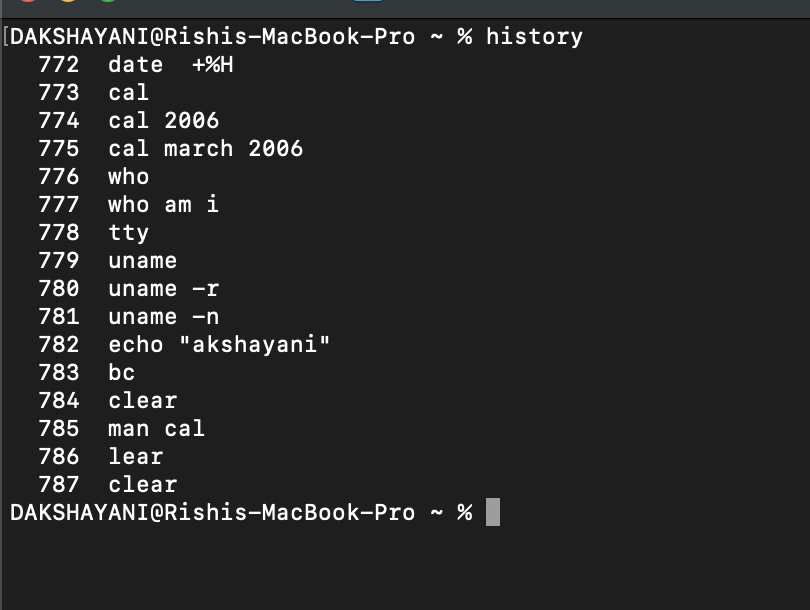 [DAKSHAYANI@Rishis-MacBook-Pro ~ % history
772 date +%H
773 cal
774 cal 2006
775 cal march 2006
776 who
777 who am i
778 tty
779 uname
780 uname -r
781 uname -n
782 echo "akshayani"
783 bc
784 clear
785 man cal
786 lear
787 clear
DAKSHAYANI@Rishis-MacBook-Pro ~ %